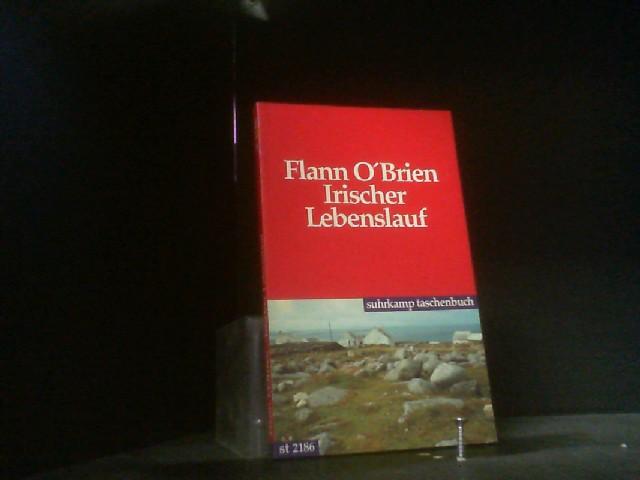 Flann O´Brien
Irischer
Lebenslauf
suhrkamp taschenbuch
st 2186